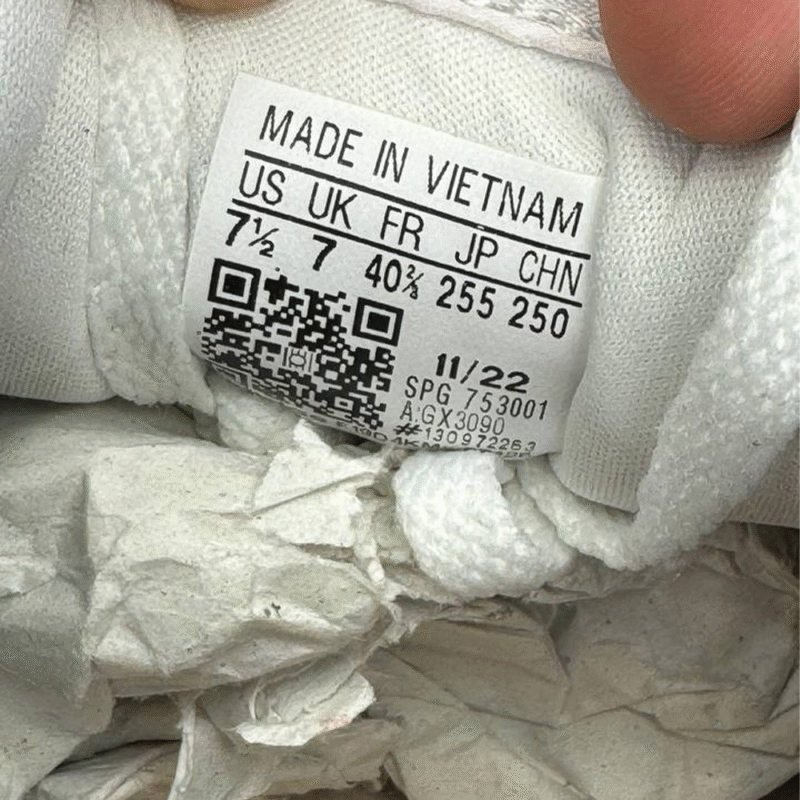 MADE IN VIETNAM
US UK FR JP CHN
7½ 7 40⅔ 255 250
11/22
SPG 753001
A:GX3090
#130972263